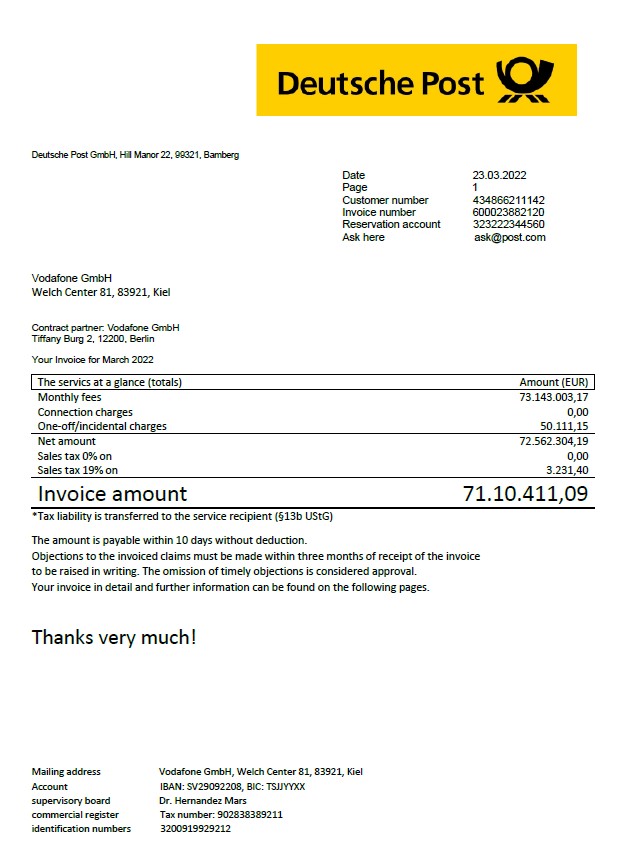 Deutsche Post
Deutsche Post GmbH, Hill Manor 22, 99321, Bamberg
Date 23.03.2022
Page 1
Customer number 434866211142
Invoice number 600023882120
Reservation account 323222344560
Ask here ask@post.com
Vodafone GmbH
Welch Center 81, 83921, Kiel
Contract partner: Vodafone GmbH
Tiffany Burg 2, 12200, Berlin
Your Invoice for March 2022
The servics at a glance (totals) Amount (EUR)
Monthly fees 73.143.003,17
Connection charges 0,00
One-off/incidental charges 50.111,15
Net amount 72.562.304,19
Sales tax 0% on 0,00
Sales tax 19% on 3.231,40
Invoice amount 71.10.411,09
*Tax liability is transferred to the service recipient (§13b UStG)
The amount is payable within 10 days without deduction.
Objections to the invoiced claims must be made within three months of receipt of the invoice
to be raised in writing. The omission of timely objections is considered approval.
Your invoice in detail and further information can be found on the following pages.
Thanks very much!
Mailing address Vodafone GmbH, Welch Center 81, 83921, Kiel
Account IBAN: SV29092208, BIC: TSJJYYXX
supervisory board Dr. Hernandez Mars
commercial register Tax number: 902838389211
identification numbers 3200919929212